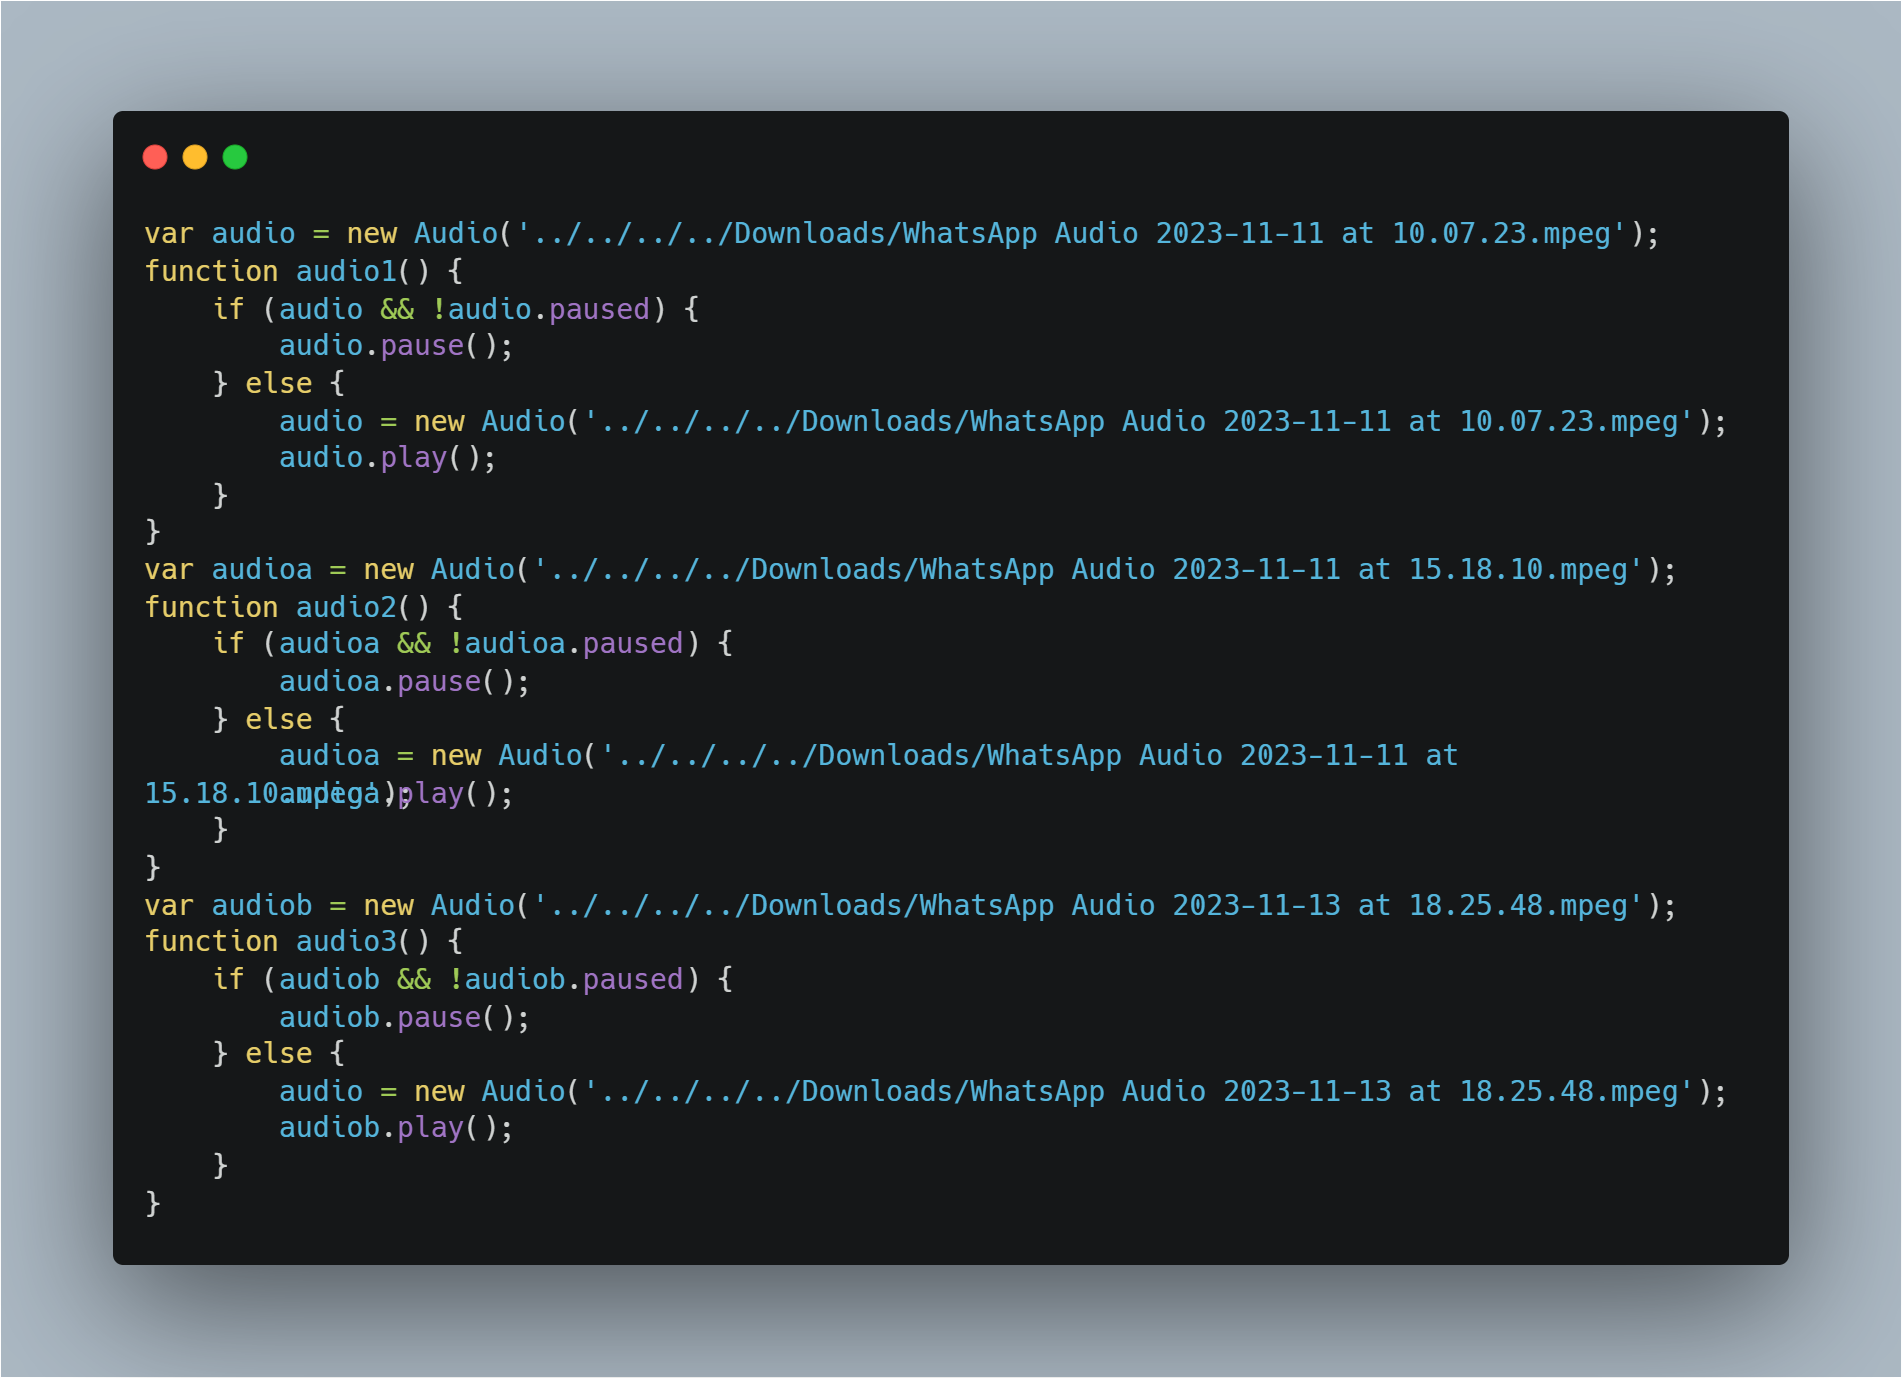 var audio = new Audio('../../../../Downloads/WhatsApp Audio 2023-11-11 at 10.07.23.mpeg');
function audio1() {
    if (audio && !audio.paused) {
        audio.pause();
    } else {
        audio = new Audio('../../../../Downloads/WhatsApp Audio 2023-11-11 at 10.07.23.mpeg');
        audio.play();
    }
}
var audioa = new Audio('../../../../Downloads/WhatsApp Audio 2023-11-11 at 15.18.10.mpeg');
function audio2() {
    if (audioa && !audioa.paused) {
        audioa.pause();
    } else {
        audioa = new Audio('../../../../Downloads/WhatsApp Audio 2023-11-11 at
15.18.10.mpeg');
        audioa.play();
    }
}
var audiob = new Audio('../../../../Downloads/WhatsApp Audio 2023-11-13 at 18.25.48.mpeg');
function audio3() {
    if (audiob && !audiob.paused) {
        audiob.pause();
    } else {
        audio = new Audio('../../../../Downloads/WhatsApp Audio 2023-11-13 at 18.25.48.mpeg');
        audiob.play();
    }
}